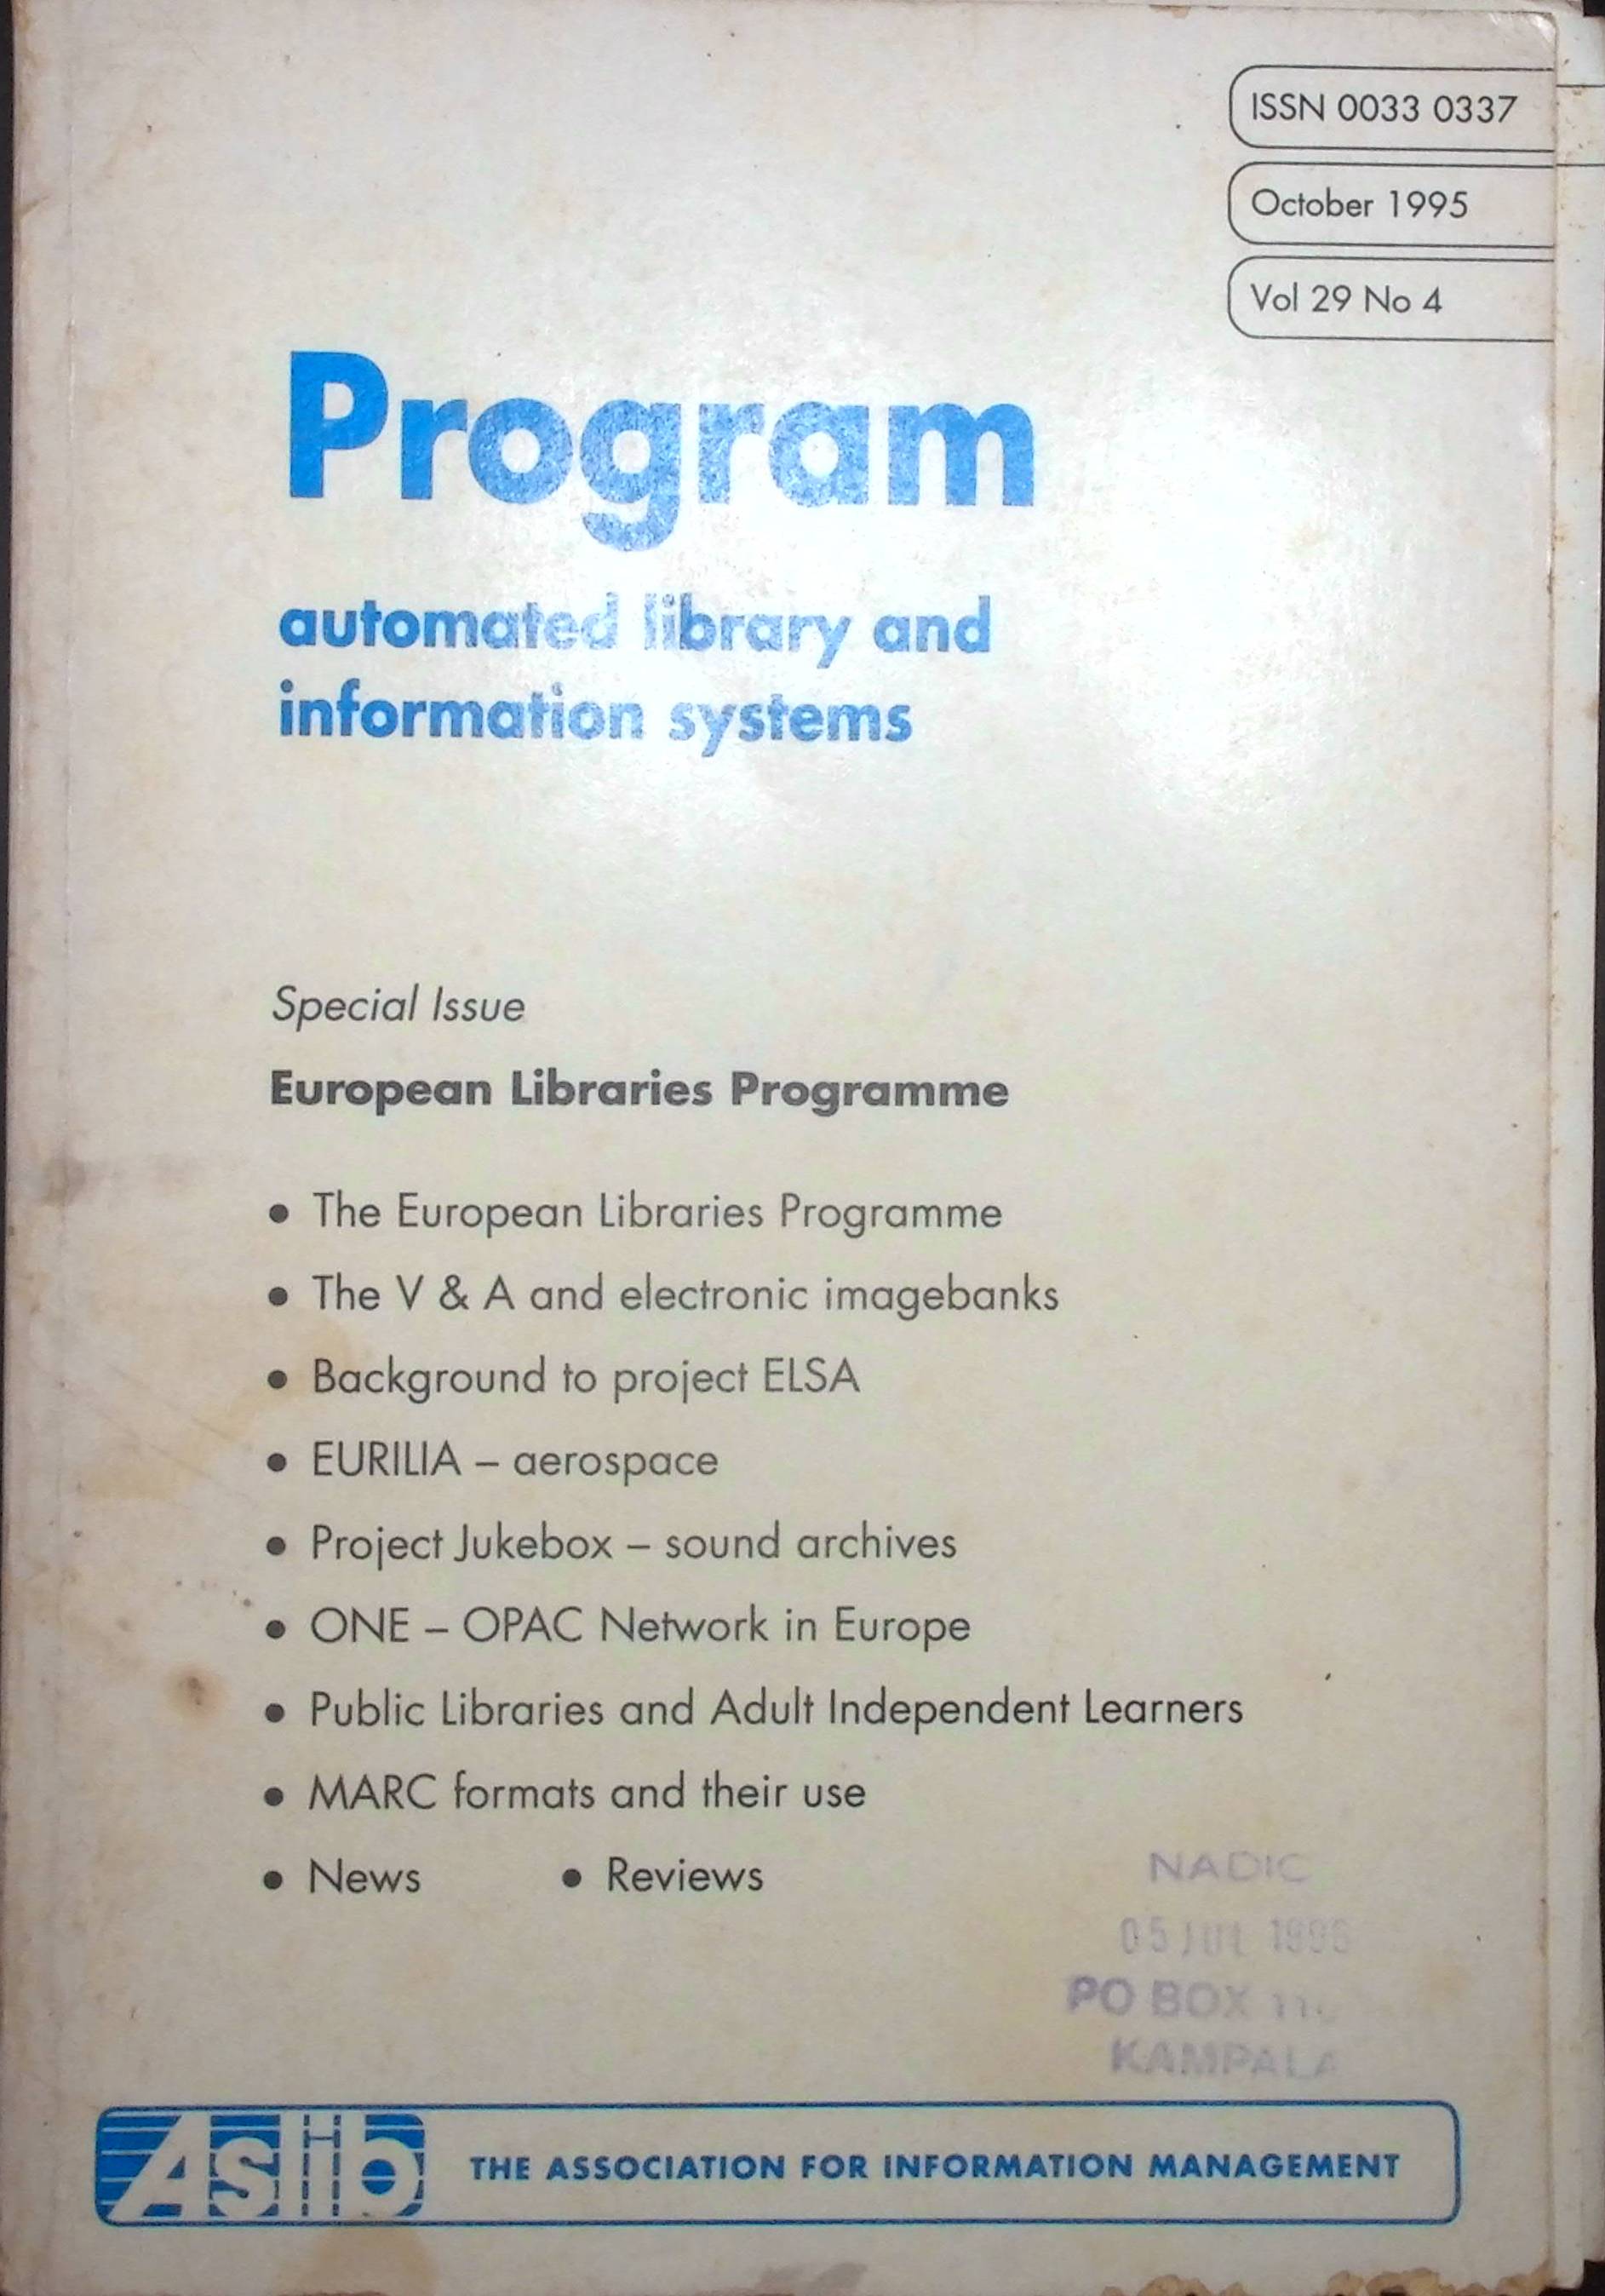 ISSN 0033 0337
October 1995
Vol 29 No 4
Program
automated library and
information systems
Special Issue
European Libraries Programme
• The European Libraries Programme
• The V & A and electronic imagebanks
• Background to project ELSA
• EURILIA – aerospace
• Project Jukebox – sound archives
• ONE – OPAC Network in Europe
• Public Libraries and Adult Independent Learners
• MARC formats and their use
• News • Reviews
NADIC
05 JUL
PO BOX
KAMPALA
Aslib THE ASSOCIATION FOR INFORMATION MANAGEMENT